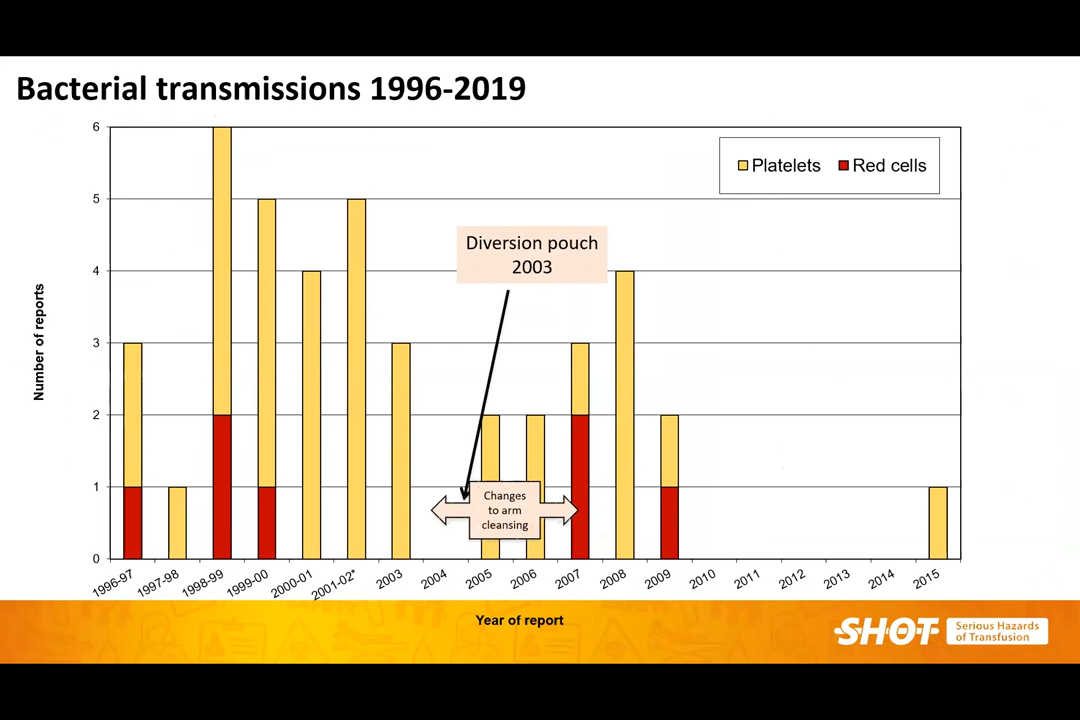 Bacterial transmissions 1996-2019
6
5
4
3
2
1
0
Number of reports
Platelets Red cells
Diversion pouch
2003
Changes
to arm
cleansing
1996-97 1997-98 1998-99 1999-00 2000-01 2001-02* 2003 2004 2005 2006 2007 2008 2009 2010 2011 2012 2013 2014 2015
Year of report
SHOT
Serious Hazards
of Transfusion